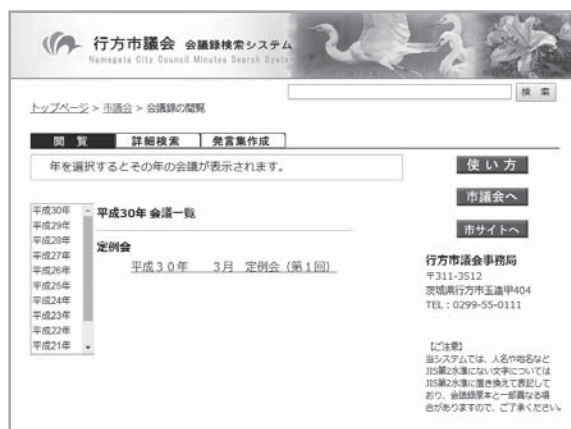 行方市議会 会議録検索システム
Namegata City Council Minutes Search System
検 索
トップページ > 市議会 > 会議録の閲覧
閲 覧
詳細検索
発言集作成
年を選択するとその年の会議が表示されます。
使 い 方
市議会へ
市サイトへ
平成30年
平成29年
平成28年
平成27年
平成26年
平成25年
平成24年
平成23年
平成22年
平成21年
平成30年 会議一覧
定例会
平成３０年　　３月　定例会（第１回）
行方市議会事務局
〒311-3512
茨城県行方市玉造甲404
TEL：0299-55-0111
【ご注意】
当システムでは、人名や地名など
JIS第2水準にない文字については
JIS第2水準に置き換えて表記して
おり、会議録原本と一部異なる場
合がありますので、ご了承ください。